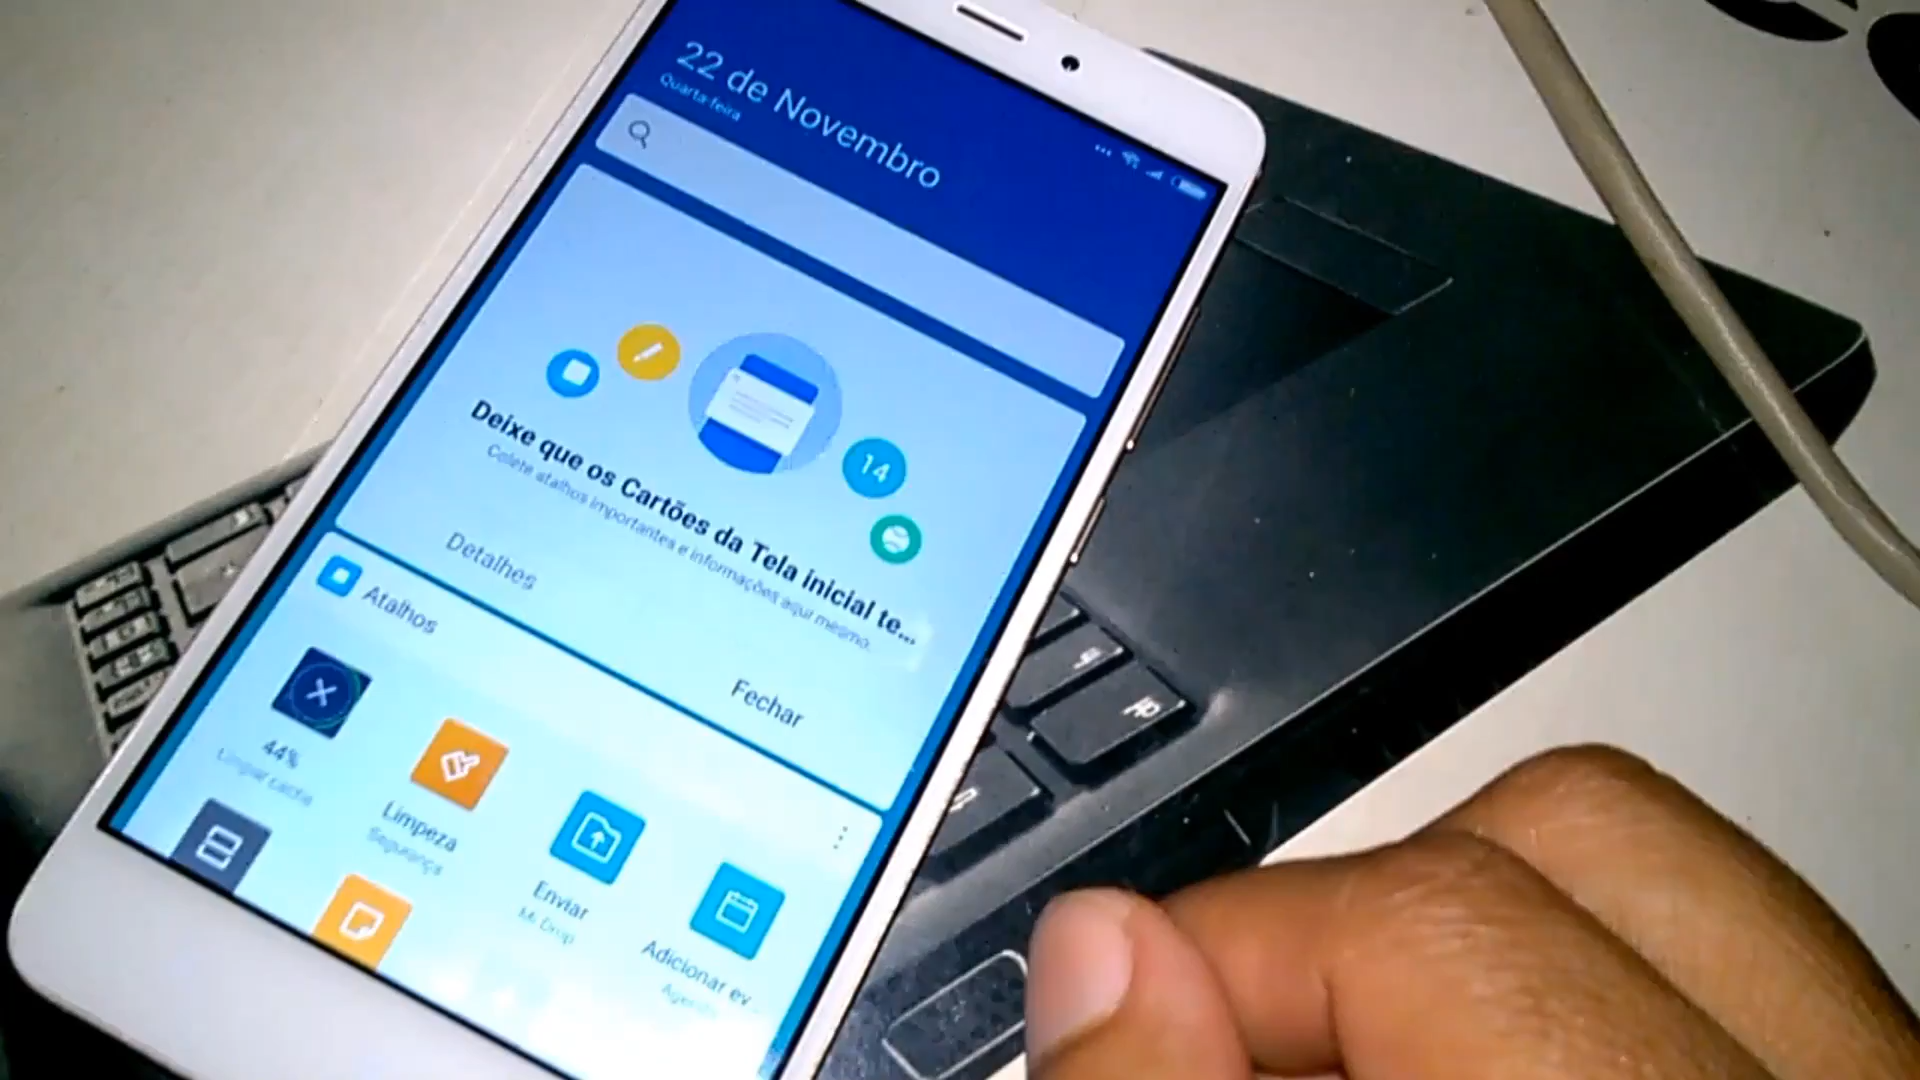 22 de Novembro
Quarta-feira
14
Deixe que os Cartões da Tela inicial te...
Colete atalhos importantes e informações aqui mesmo.
Detalhes
Fechar
Atalhos
44%
Limpar cache
Limpeza
Segurança
Enviar
Mi Drop
Adicionar ev...
Agenda